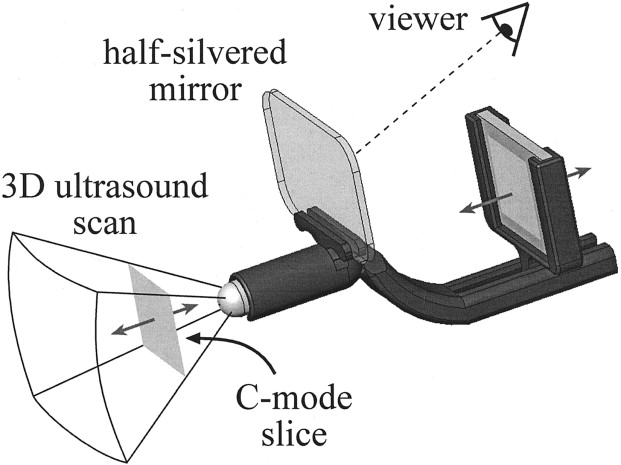 viewer
half-silvered
mirror
3D ultrasound
scan
C-mode
slice